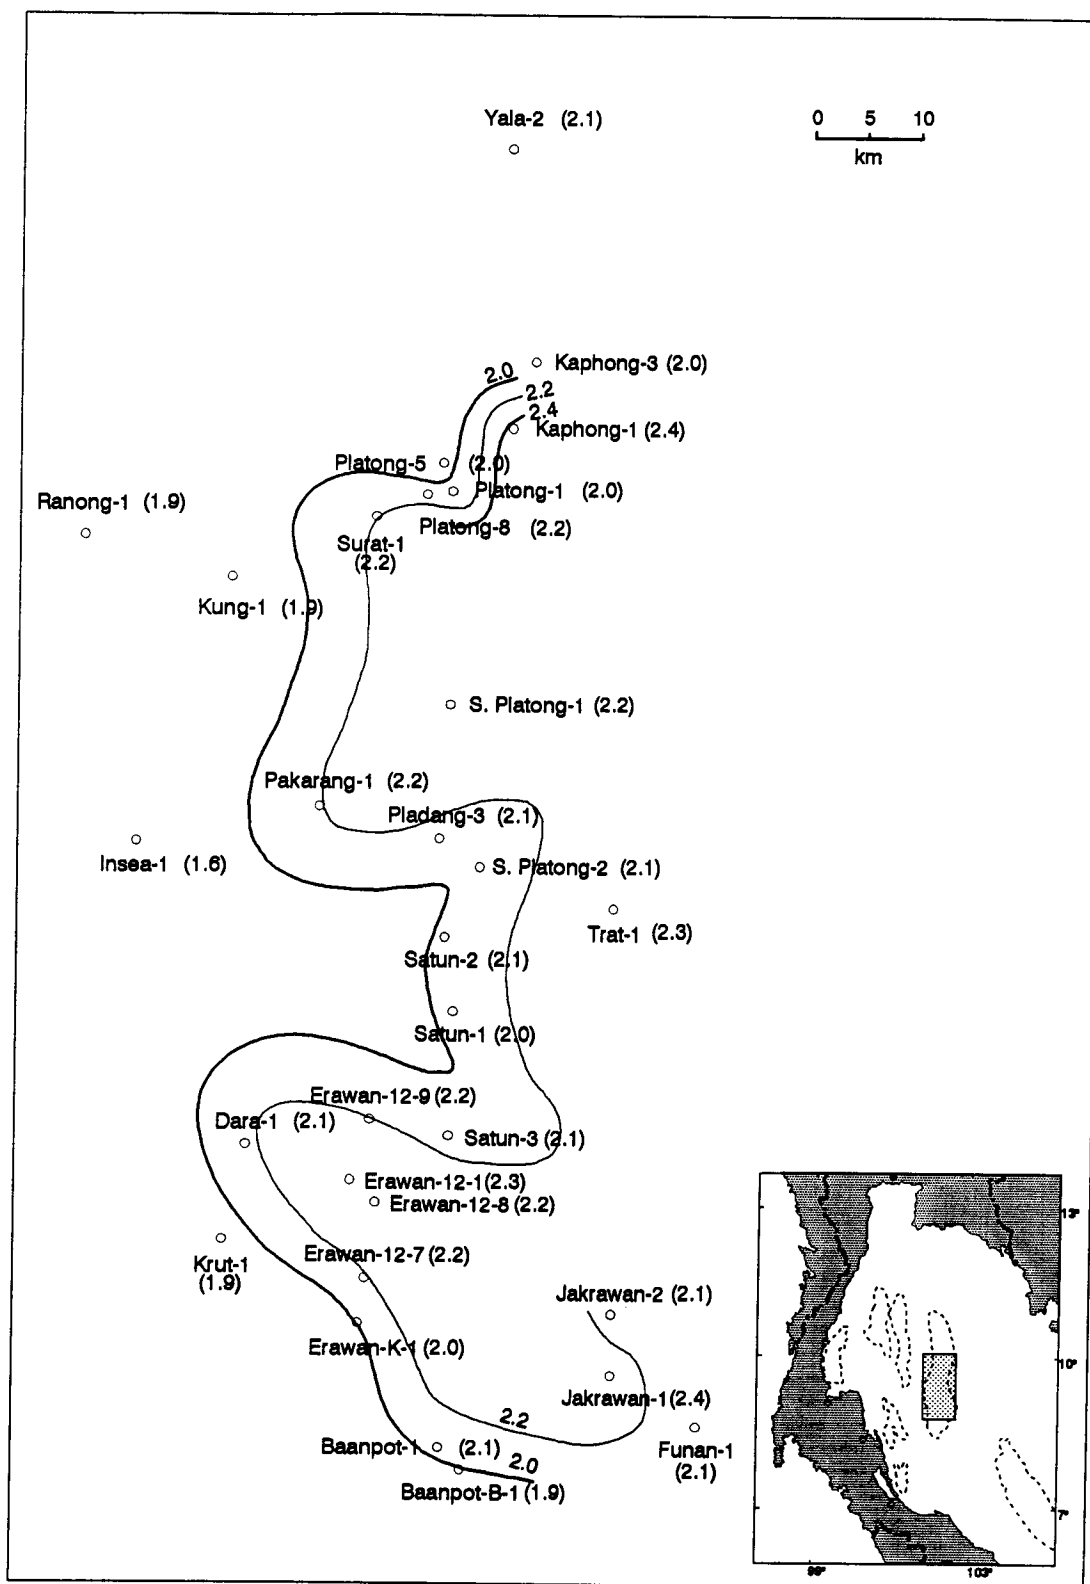 Yala-2 (2.1)
0 5 10
km
2.0
Kaphong-3 (2.0)
2.2
2.4
Kaphong-1 (2.4)
Platong-5 (2.0)
Ranong-1 (1.9)
Platong-1 (2.0)
Platong-8 (2.2)
Surat-1
(2.2)
Kung-1 (1.9)
S. Platong-1 (2.2)
Pakarang-1 (2.2)
Pladang-3 (2.1)
Insea-1 (1.6)
S. Platong-2 (2.1)
Trat-1 (2.3)
Satun-2 (2.1)
Satun-1 (2.0)
Erawan-12-9 (2.2)
Dara-1 (2.1)
Satun-3 (2.1)
Erawan-12-1 (2.3)
Erawan-12-8 (2.2)
13°
Erawan-12-7 (2.2)
Krut-1
(1.9)
Jakrawan-2 (2.1)
Erawan-K-1 (2.0)
10°
Jakrawan-1 (2.4)
2.2
Baanpot-1 (2.1)
2.0
Funan-1
(2.1)
Baanpot-B-1 (1.9)
7°
103°